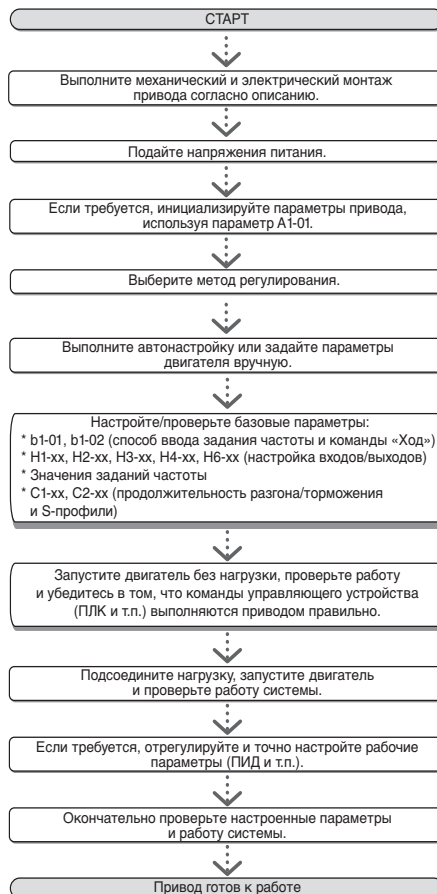 СТАРТ
Выполните механический и электрический монтаж
привода согласно описанию.
Подайте напряжения питания.
Если требуется, инициализируйте параметры привода,
используя параметр A1-01.
Выберите метод регулирования.
Выполните автонастройку или задайте параметры
двигателя вручную.
Настройте/проверьте базовые параметры:
* b1-01, b1-02 (способ ввода задания частоты и команды «Ход»)
* H1-xx, H2-xx, H3-xx, H4-xx, H6-xx (настройка входов/выходов)
* Значения заданий частоты
* C1-xx, C2-xx (продолжительность разгона/торможения
и S-профили)
Запустите двигатель без нагрузки, проверьте работу
и убедитесь в том, что команды управляющего устройства
(ПЛК и т.п.) выполняются приводом правильно.
Подсоедините нагрузку, запустите двигатель
и проверьте работу системы.
Если требуется, отрегулируйте и точно настройте рабочие
параметры (ПИД и т.п.).
Окончательно проверьте настроенные параметры
и работу системы.
Привод готов к работе